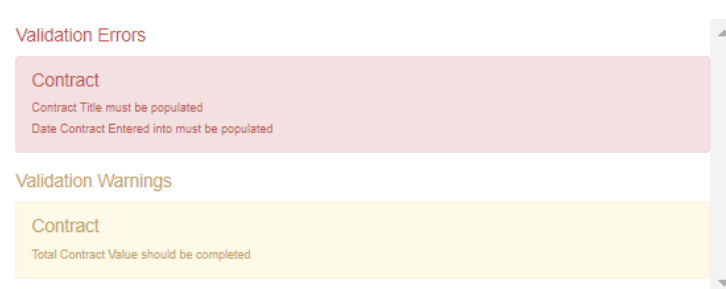 Validation Errors
Contract
Contract Title must be populated
Date Contract Entered into must be populated
Validation Warnings
Contract
Total Contract Value should be completed